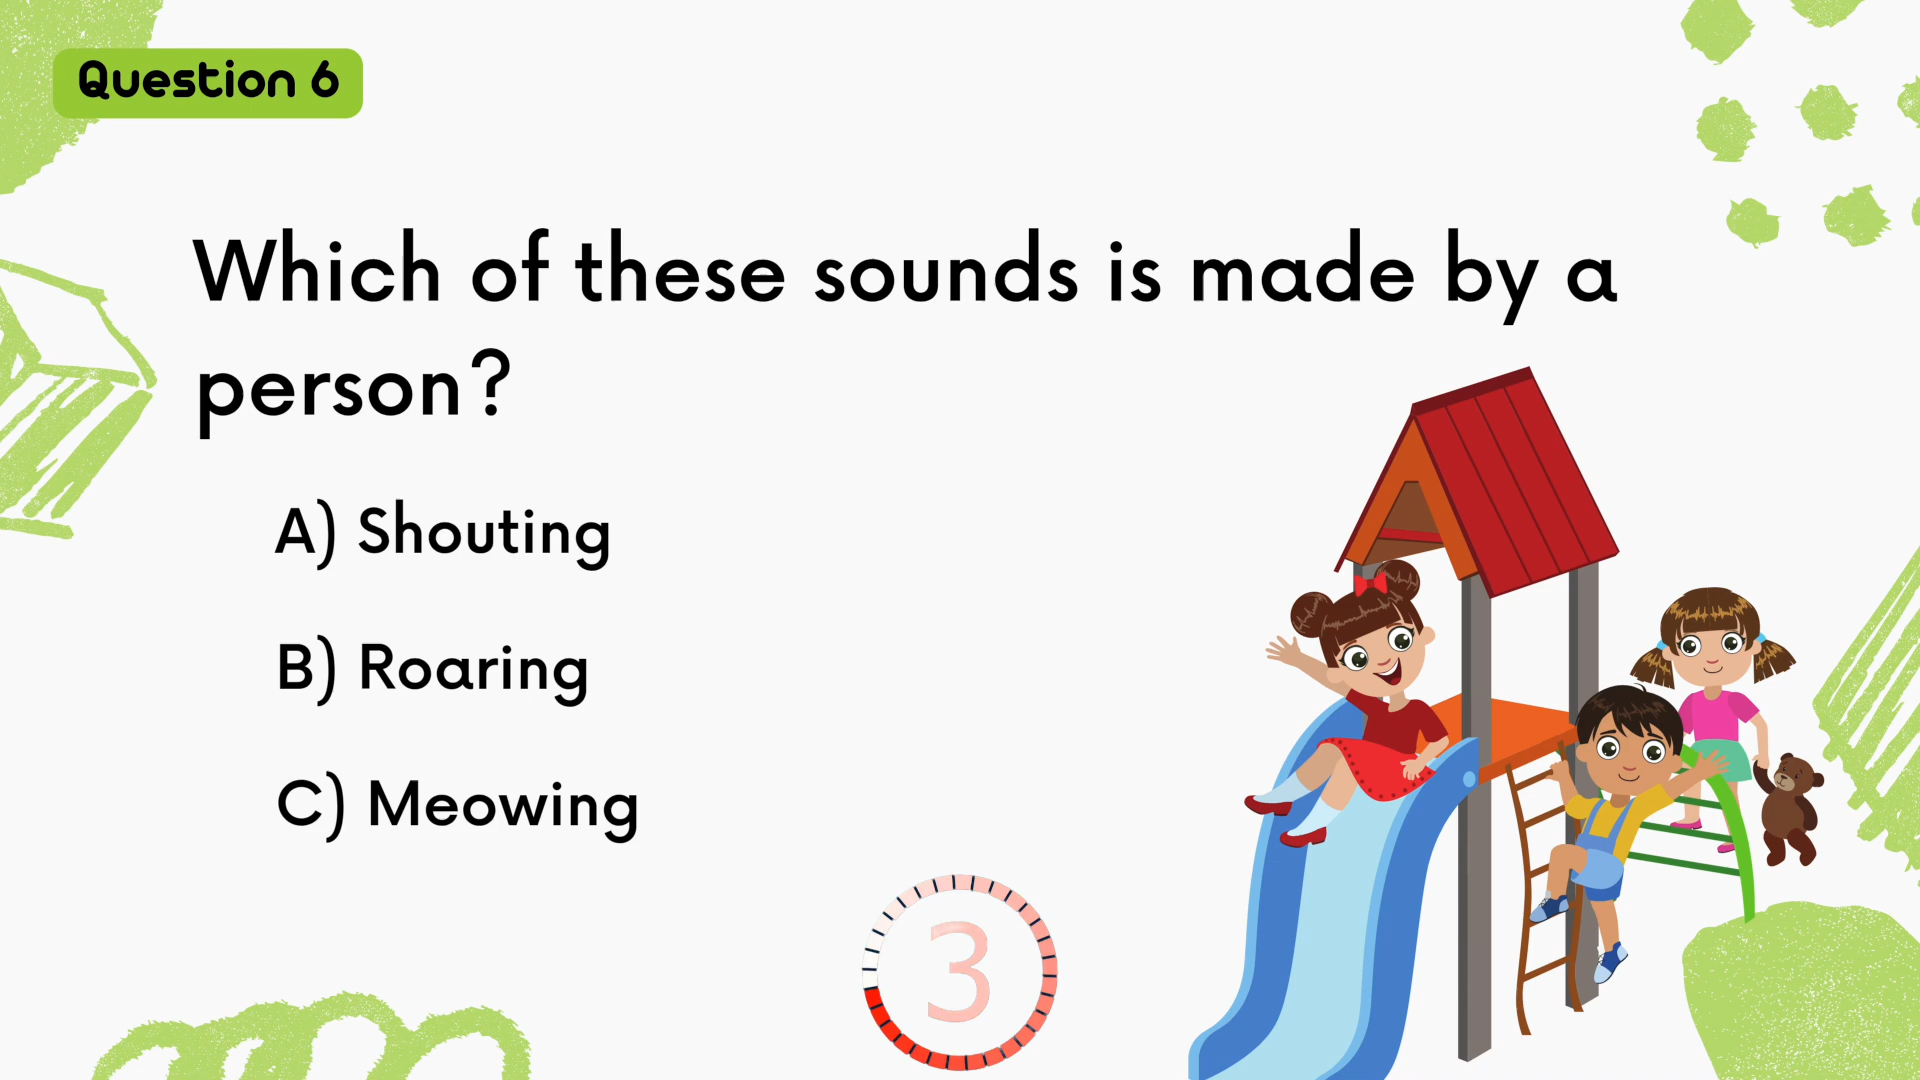 Question 6
Which of these sounds is made by a
person?
A) Shouting
B) Roaring
C) Meowing
3